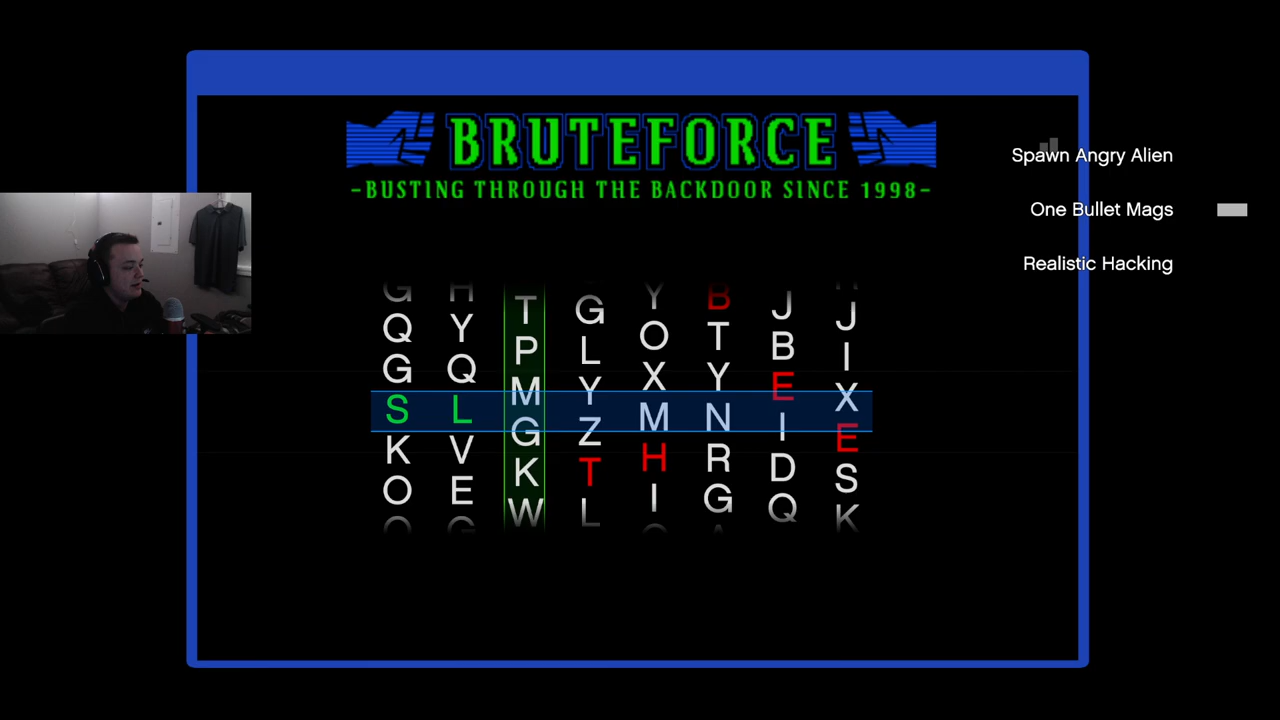 BRUTEFORCE
-BUSTING THROUGH THE BACKDOOR SINCE 1998-
Spawn Angry Alien
One Bullet Mags
Realistic Hacking
G H T G Y B J
Q Y P L O T B J
G Q M Y X Y E I
S L G Z M N I X
K V K T H R D E
O E W L I G Q S
K